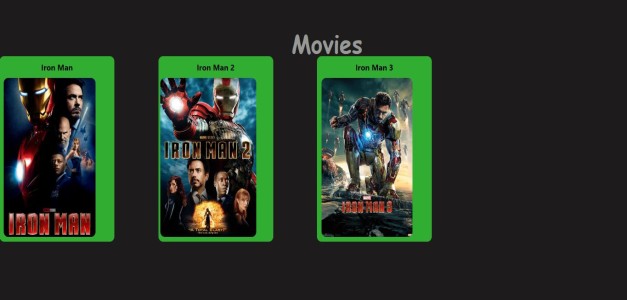 Movies
Iron Man
Iron Man 2
Iron Man 3
IRON MAN
IRON MAN 2
IRON MAN 3